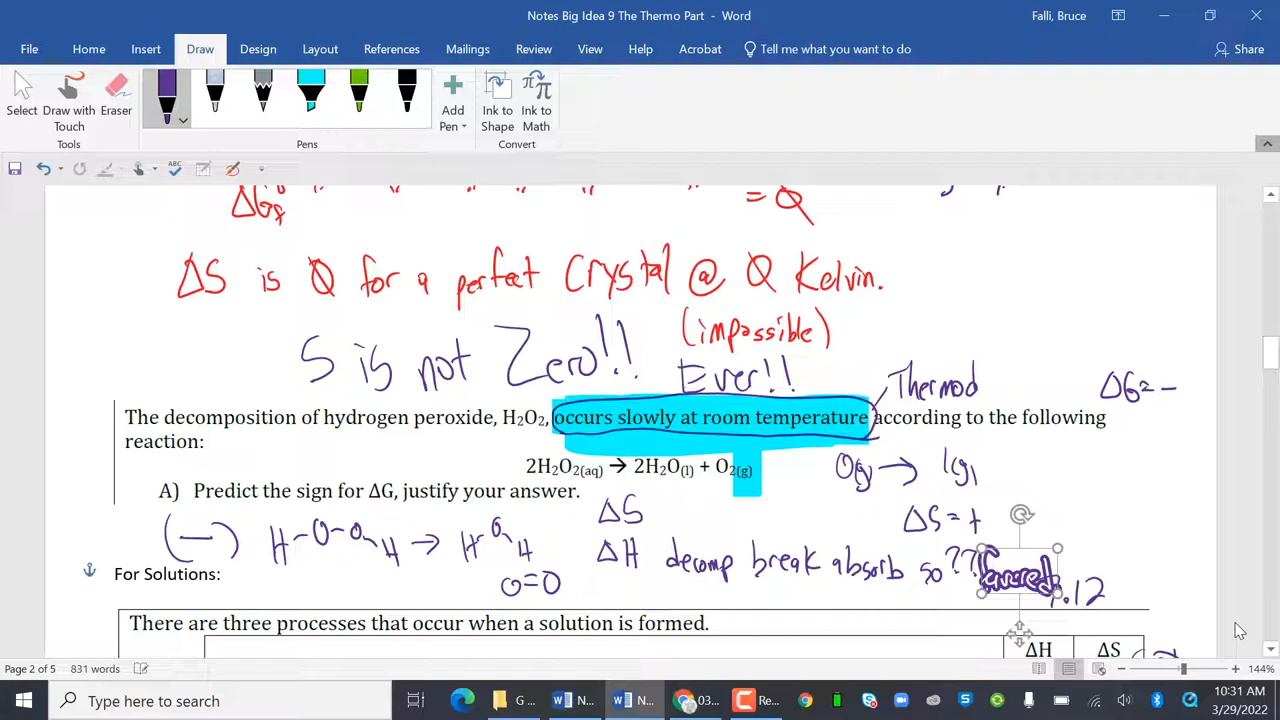 Notes Big Idea 9 The Thermo Part - Word
Falli, Bruce
File Home Insert Draw Design Layout References Mailings Review View Help Acrobat Tell me what you want to do Share
Select Draw with Touch Eraser Add Pen Ink to Shape Ink to Math
Tools Pens Convert
= Ø
ΔS is Ø for a perfect Crystal @ Ø Kelvin.
(impossible)
S is not Zero!! Ever!!
Thermod ΔG= -
The decomposition of hydrogen peroxide, H₂O₂, occurs slowly at room temperature according to the following
reaction:
2H₂O₂(aq) → 2H₂O(l) + O₂(g)
0(g) → 1(g)
A) Predict the sign for ΔG, justify your answer.
ΔS
ΔS = +
(—) H-O-O-H → H O H
O=O
ΔH decomp break absorb so ??
For Solutions:
There are three processes that occur when a solution is formed.
ΔH ΔS
Page 2 of 5 831 words 144%
Type here to search
G ... N... N... 03... Re...
10:31 AM
3/29/2022